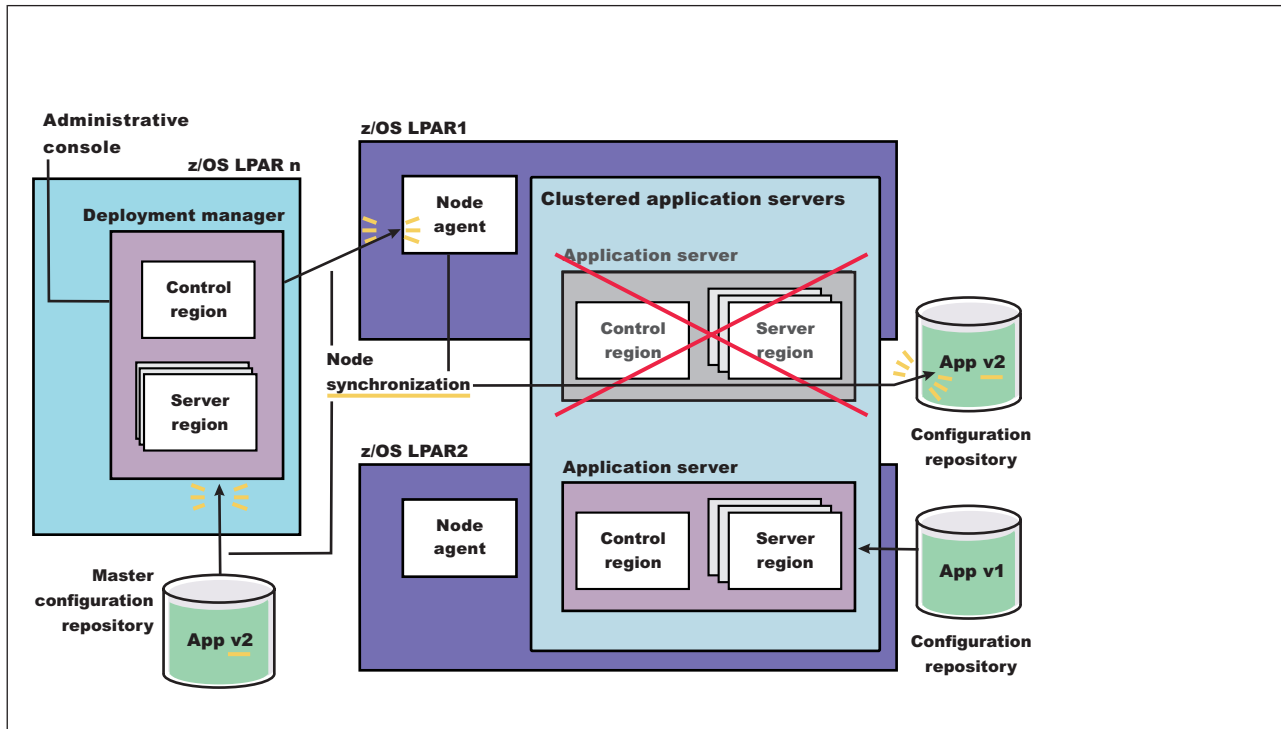 Administrative
console
z/OS LPAR n
Deployment manager
Control
region
Server
region
Master
configuration
repository
App v2
Node
synchronization
z/OS LPAR1
Node
agent
Clustered application servers
Application server
Control
region
Server
region
App v2
Configuration
repository
z/OS LPAR2
Node
agent
Application server
Control
region
Server
region
App v1
Configuration
repository